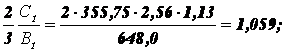 2/3 C₁/B₁ = 2·355,75·2,56·1,13/648,0 = 1,059;